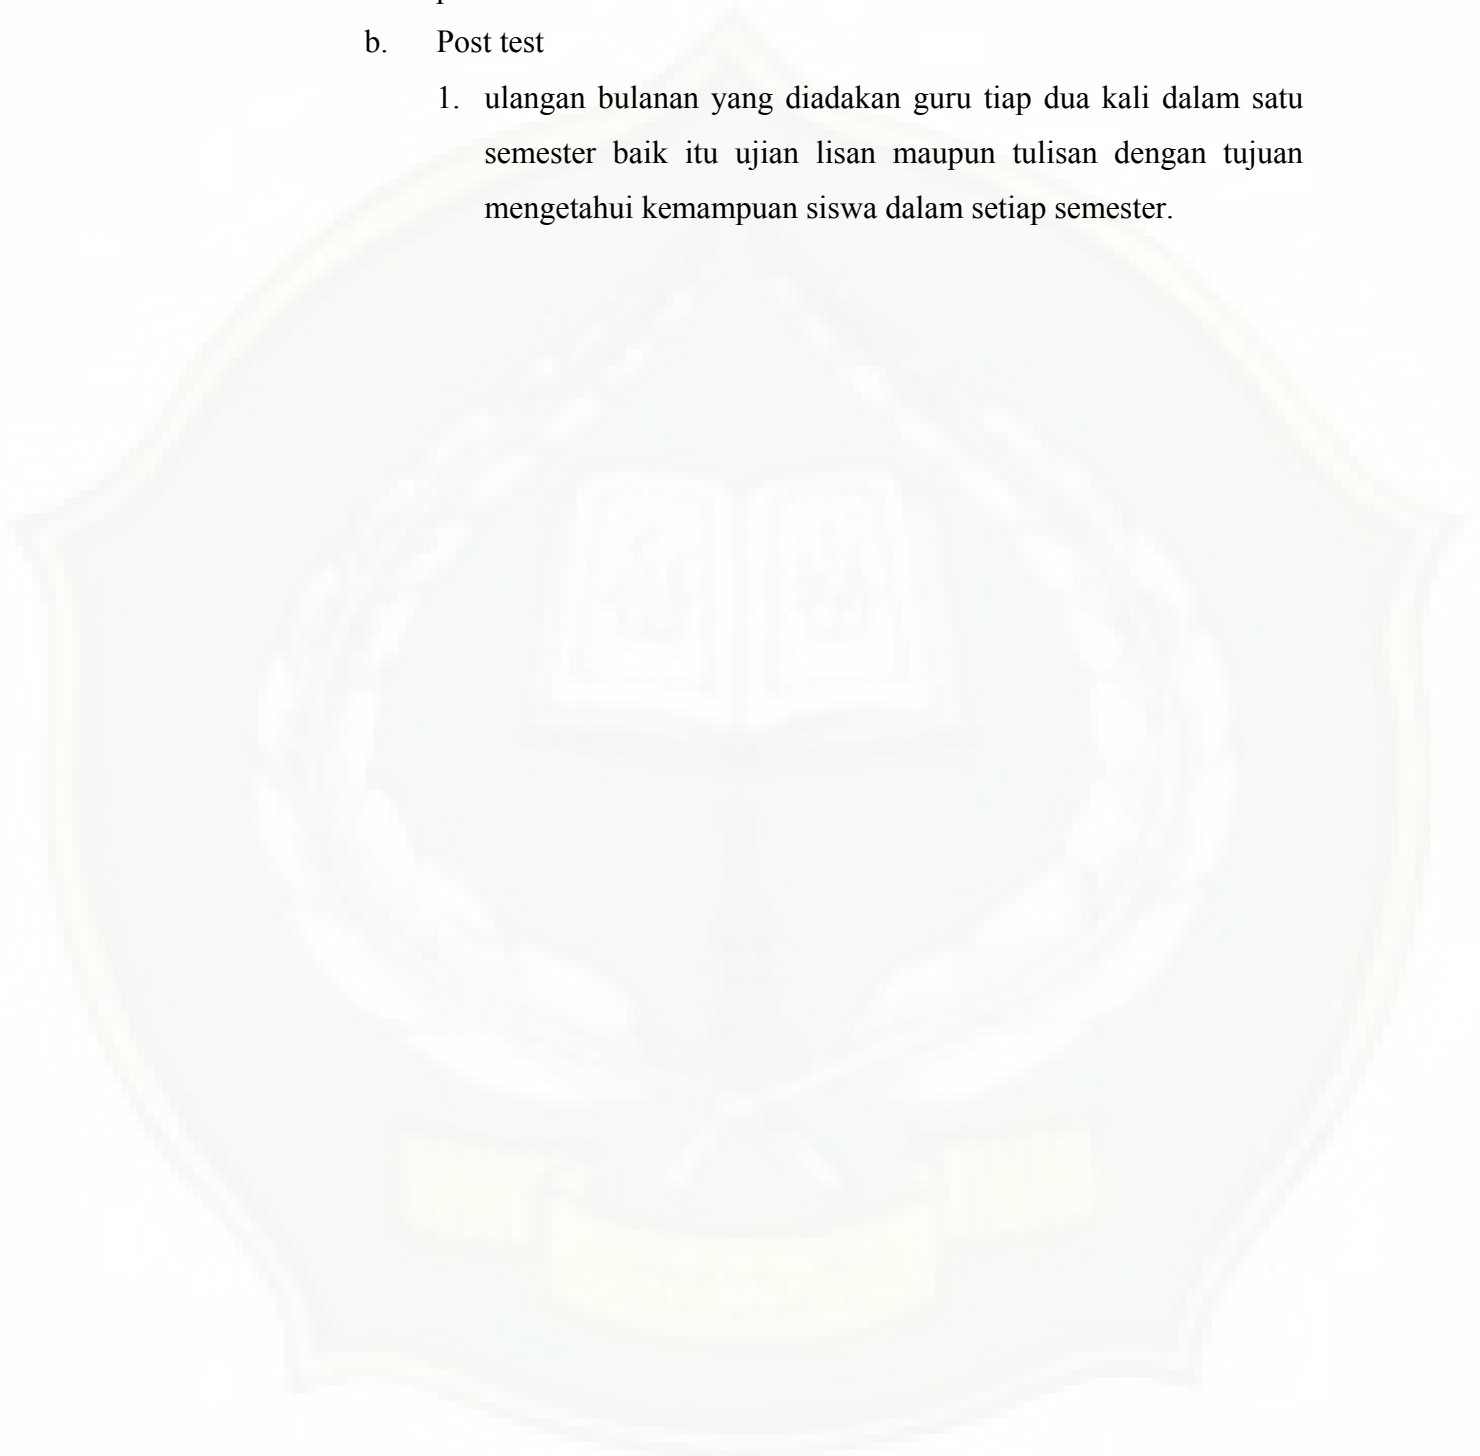 b. Post test
1. ulangan bulanan yang diadakan guru tiap dua kali dalam satu
semester baik itu ujian lisan maupun tulisan dengan tujuan
mengetahui kemampuan siswa dalam setiap semester.